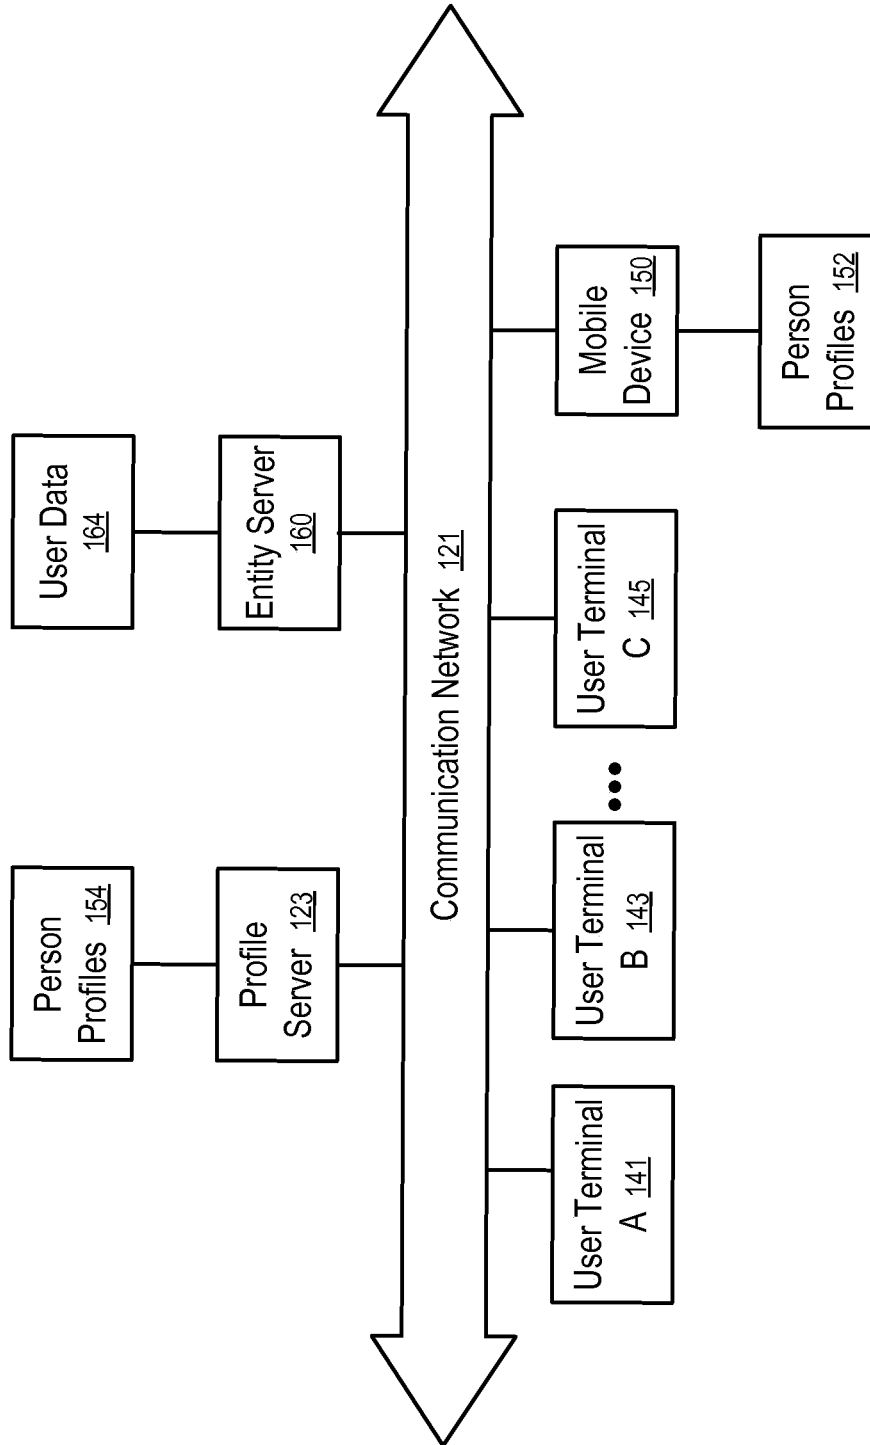 Person
Profiles 154
User Data
164
Profile
Server 123
Entity Server
160
Communication Network 121
User Terminal
A 141
User Terminal
B 143
User Terminal
C 145
Mobile
Device 150
Person
Profiles 152